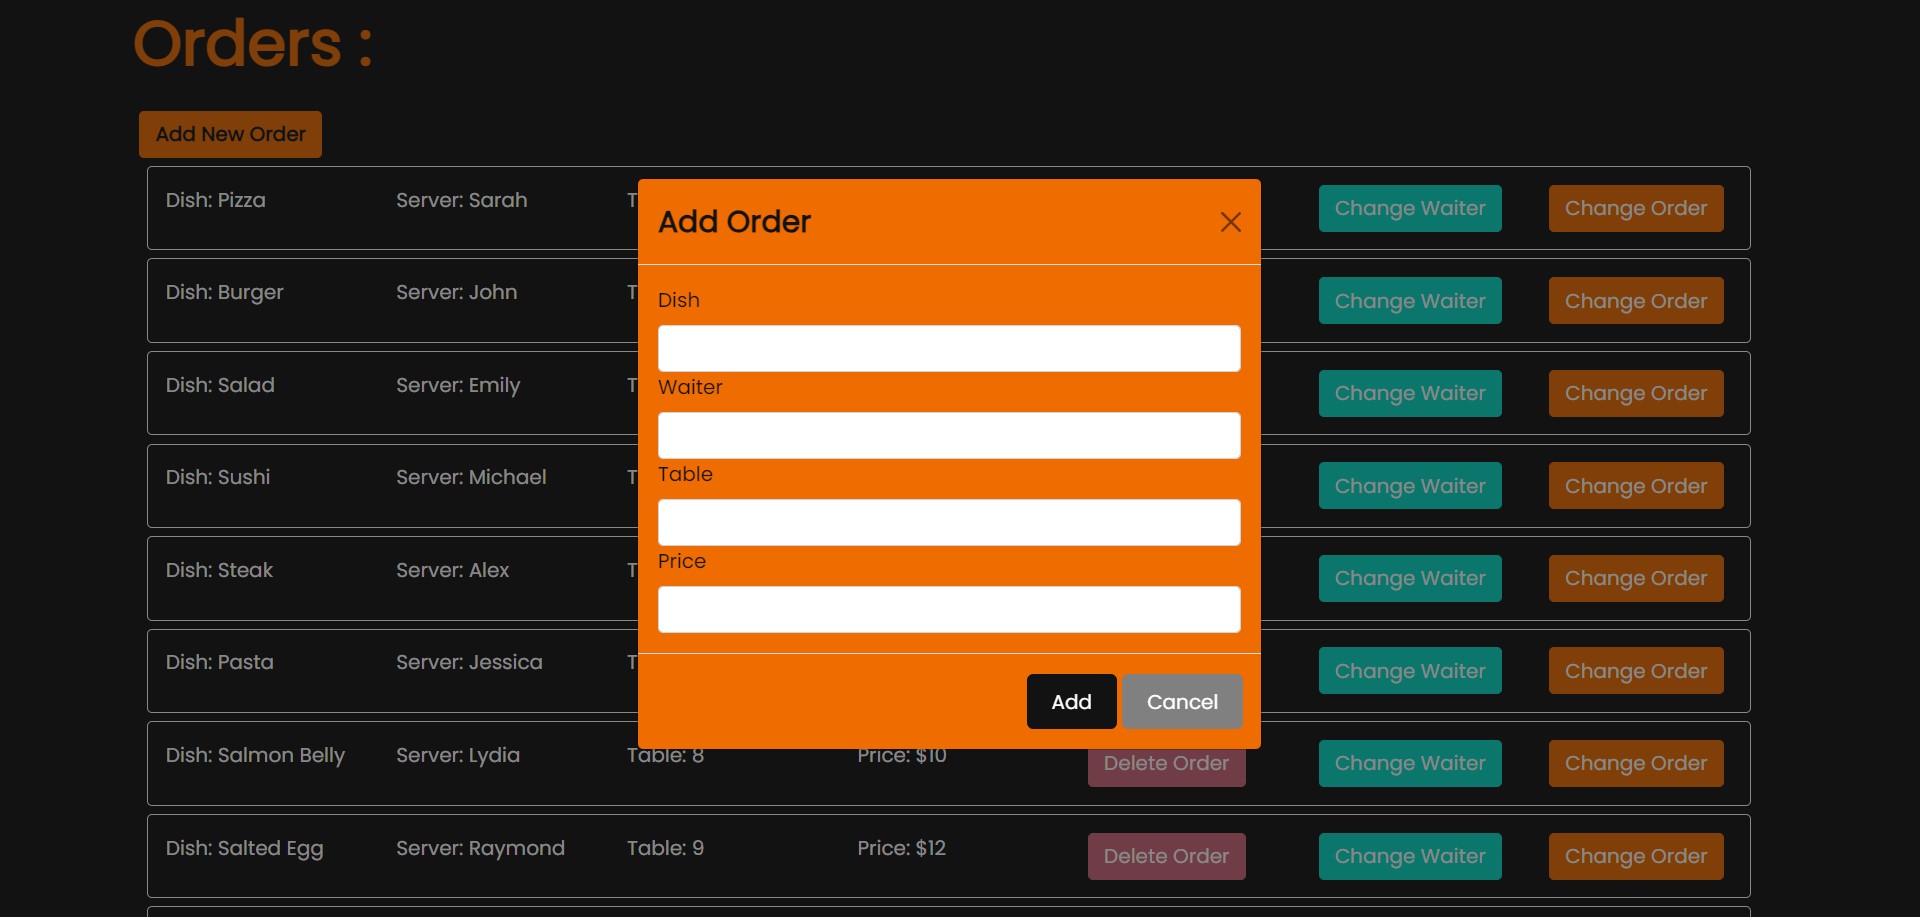 Orders :
Add New Order
Dish: Pizza Server: Sarah T Change Waiter Change Order
Dish: Burger Server: John T Change Waiter Change Order
Dish: Salad Server: Emily T Change Waiter Change Order
Dish: Sushi Server: Michael T Change Waiter Change Order
Dish: Steak Server: Alex T Change Waiter Change Order
Dish: Pasta Server: Jessica T Change Waiter Change Order
Dish: Salmon Belly Server: Lydia Table: 8 Price: $10 Delete Order Change Waiter Change Order
Dish: Salted Egg Server: Raymond Table: 9 Price: $12 Delete Order Change Waiter Change Order
Add Order
Dish
Waiter
Table
Price
Add Cancel